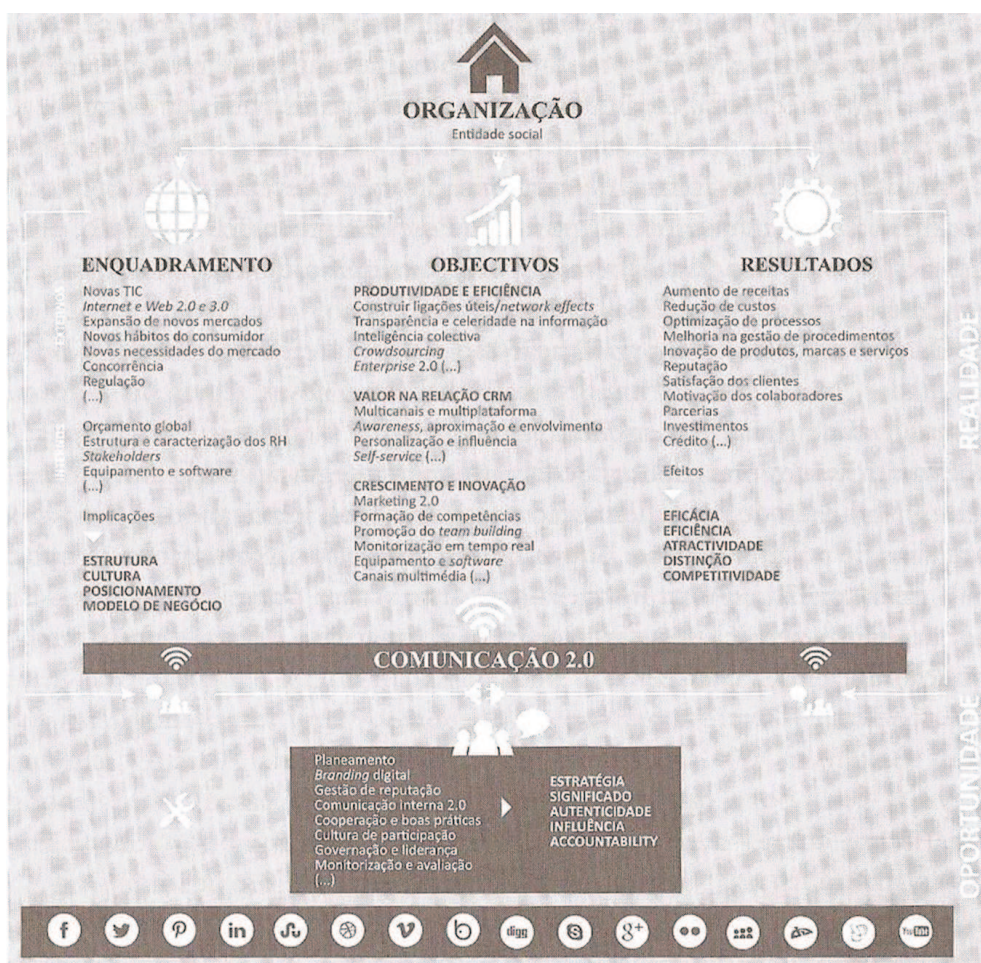 ORGANIZAÇÃO
Entidade social
ENQUADRAMENTO
Novas TIC
Internet e Web 2.0 e 3.0
Expansão de novos mercados
Novos hábitos do consumidor
Novas necessidades do mercado
Concorrência
Regulação
(...)
Orçamento global
Estrutura e caracterização dos RH
Stakeholders
Equipamento e software
(...)
Implicações
ESTRUTURA
CULTURA
POSICIONAMENTO
MODELO DE NEGÓCIO
OBJECTIVOS
PRODUTIVIDADE E EFICIÊNCIA
Construir ligações úteis/network effects
Transparência e celeridade na informação
Inteligência colectiva
Crowdsourcing
Enterprise 2.0 (...)
VALOR NA RELAÇÃO CRM
Multicanais e multiplataforma
Awareness, aproximação e envolvimento
Personalização e influência
Self-service (...)
CRESCIMENTO E INOVAÇÃO
Marketing 2.0
Formação de competências
Promoção do team building
Monitorização em tempo real
Equipamento e software
Canais multimédia (...)
RESULTADOS
Aumento de receitas
Redução de custos
Optimização de processos
Melhoria na gestão de procedimentos
Inovação de produtos, marcas e serviços
Reputação
Satisfação dos clientes
Motivação dos colaboradores
Parcerias
Investimentos
Crédito (...)
Efeitos
EFICÁCIA
EFICIÊNCIA
ATRACTIVIDADE
DISTINÇÃO
COMPETITIVIDADE
REALIDADE
COMUNICAÇÃO 2.0
Planeamento
Branding digital
Gestão de reputação
Comunicação interna 2.0
Cooperação e boas práticas
Cultura de participação
Governação e liderança
Monitorização e avaliação
(...)
ESTRATÉGIA
SIGNIFICADO
AUTENTICIDADE
INFLUÊNCIA
ACCOUNTABILITY
OPORTUNIDADE
digg
You Tube